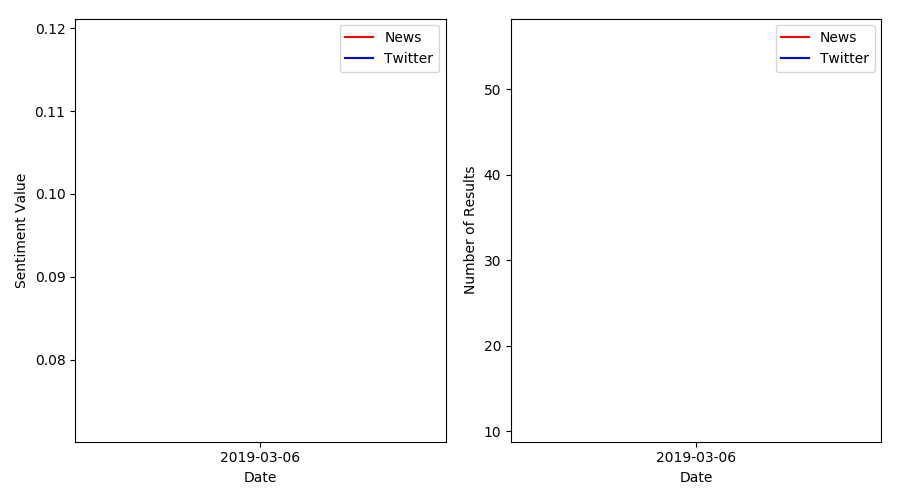 0.12
0.11
0.10
0.09
0.08
Sentiment Value
2019-03-06
Date
News
Twitter
50
40
30
20
10
Number of Results
2019-03-06
Date
News
Twitter